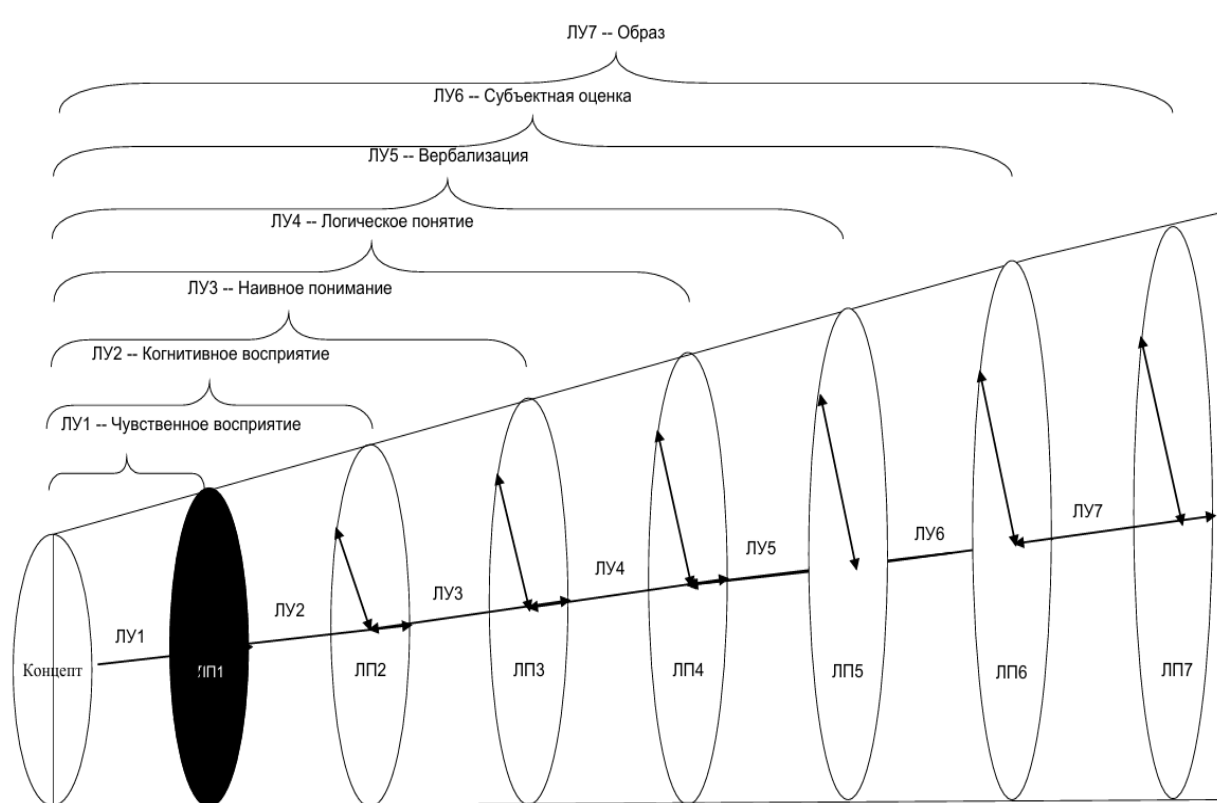 ЛУ7 -- Образ
ЛУ6 -- Субъектная оценка
ЛУ5 -- Вербализация
ЛУ4 -- Логическое понятие
ЛУ3 -- Наивное понимание
ЛУ2 -- Когнитивное восприятие
ЛУ1 -- Чувственное восприятие
ЛУ1
ЛУ2
ЛУ3
ЛУ4
ЛУ5
ЛУ6
ЛУ7
Концепт
ЛП1
ЛП2
ЛП3
ЛП4
ЛП5
ЛП6
ЛП7